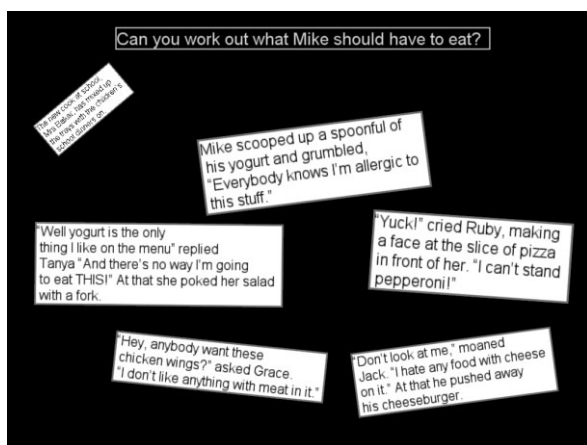 Can you work out what Mike should have to eat?
The new cook at school,
Mrs Baker, has mixed up
the trays with the children's
school dinners on.
Mike scooped up a spoonful of
his yogurt and grumbled,
"Everybody knows I'm allergic to
this stuff."
"Well yogurt is the only
thing I like on the menu" replied
Tanya "And there's no way I'm going
to eat THIS!" At that she poked her salad
with a fork.
"Yuck!" cried Ruby, making
a face at the slice of pizza
in front of her. "I can't stand
pepperoni!"
"Hey, anybody want these
chicken wings?" asked Grace.
"I don't like anything with meat in it."
"Don't look at me," moaned
Jack. "I hate any food with cheese
on it." At that he pushed away
his cheeseburger.